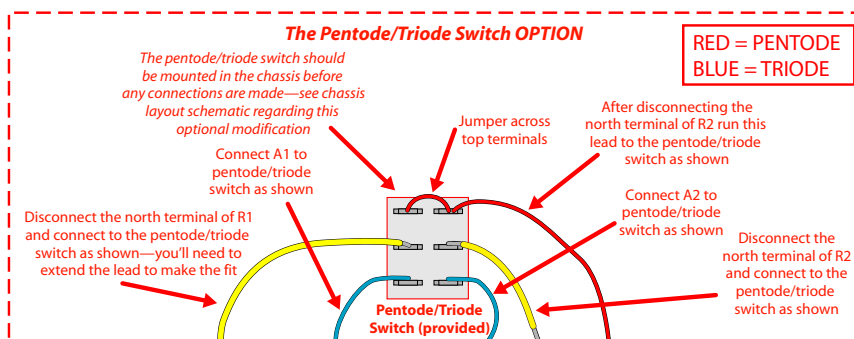 The Pentode/Triode Switch OPTION
RED = PENTODE
BLUE = TRIODE
The pentode/triode switch should
be mounted in the chassis before
any connections are made—see chassis
layout schematic regarding this
optional modification
Jumper across
top terminals
After disconnecting the
north terminal of R2 run this
lead to the pentode/triode
switch as shown
Connect A1 to
pentode/triode
switch as shown
Connect A2 to
pentode/triode
switch as shown
Disconnect the north terminal of R1
and connect to the pentode/triode
switch as shown—you'll need to
extend the lead to make the fit
Disconnect the
north terminal of R2
and connect to the
pentode/triode
switch as shown
Pentode/Triode
Switch (provided)